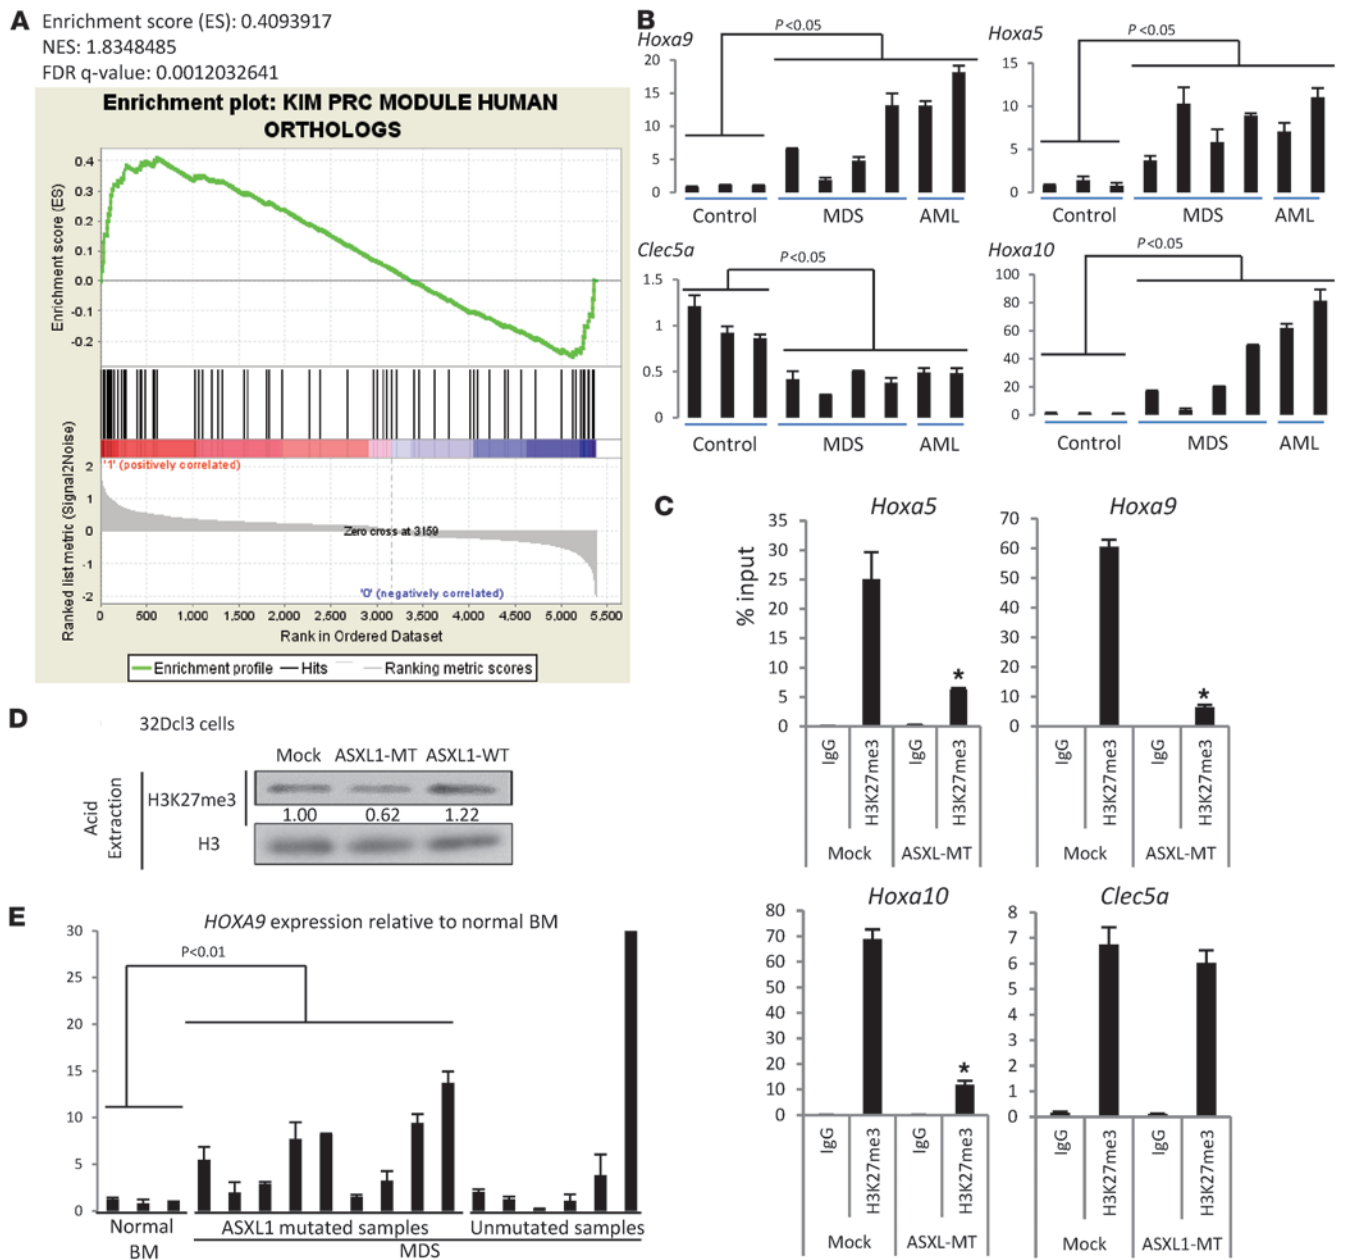 A
Enrichment score (ES): 0.4093917
NES: 1.8348485
FDR q-value: 0.0012032641
Enrichment plot: KIM PRC MODULE HUMAN
ORTHOLOGS
Enrichment score (ES)
0.4
0.3
0.2
0.1
0.0
-0.1
-0.2
'1' (positively correlated)
Ranked list metric (Signal2Noise)
2
1
0
-1
-2
Zero cross at 3159
'0' (negatively correlated)
0 500 1,000 1,500 2,000 2,500 3,000 3,500 4,000 4,500 5,000 5,500
Rank in Ordered Dataset
Enrichment profile Hits Ranking metric scores
B
Hoxa9
P<0.05
20
15
10
5
0
Control MDS AML
Hoxa5
P<0.05
15
10
5
0
Control MDS AML
Clec5a
P<0.05
1.5
1
0.5
0
Control MDS AML
Hoxa10
P<0.05
100
80
60
40
20
0
Control MDS AML
C
Hoxa5
% input
35
30
25
20
15
10
5
0
*
IgG H3K27me3 IgG H3K27me3
Mock ASXL-MT
Hoxa9
70
60
50
40
30
20
10
0
*
IgG H3K27me3 IgG H3K27me3
Mock ASXL-MT
Hoxa10
80
70
60
50
40
30
20
10
0
*
IgG H3K27me3 IgG H3K27me3
Mock ASXL-MT
Clec5a
8
7
6
5
4
3
2
1
0
IgG H3K27me3 IgG H3K27me3
Mock ASXL1-MT
D
32Dcl3 cells
Mock ASXL1-MT ASXL1-WT
Acid
Extraction
H3K27me3
1.00 0.62 1.22
H3
E
HOXA9 expression relative to normal BM
P<0.01
30
25
20
15
10
5
0
Normal
BM
ASXL1 mutated samples Unmutated samples
MDS